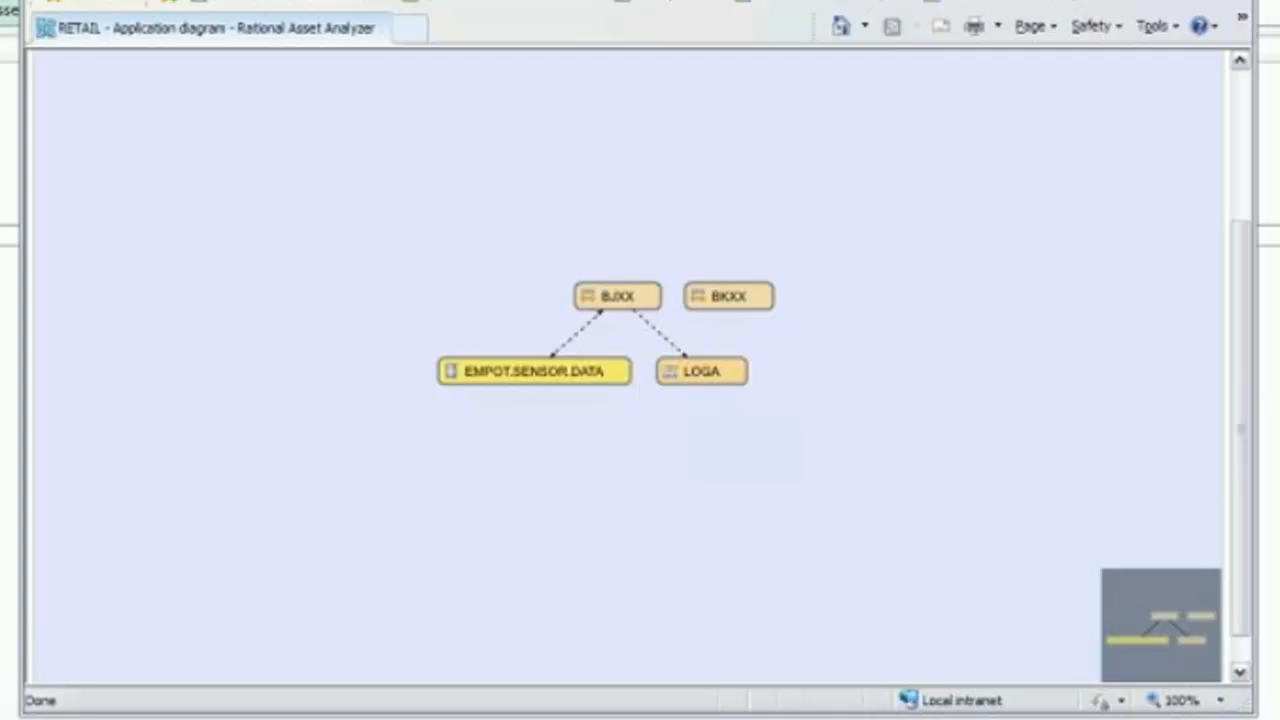 sse
RETAIL - Application diagram - Rational Asset Analyzer
Page Safety Tools
BJXX BKXX
EMPOT.SENSOR.DATA LOGA
Done Local intranet 100%